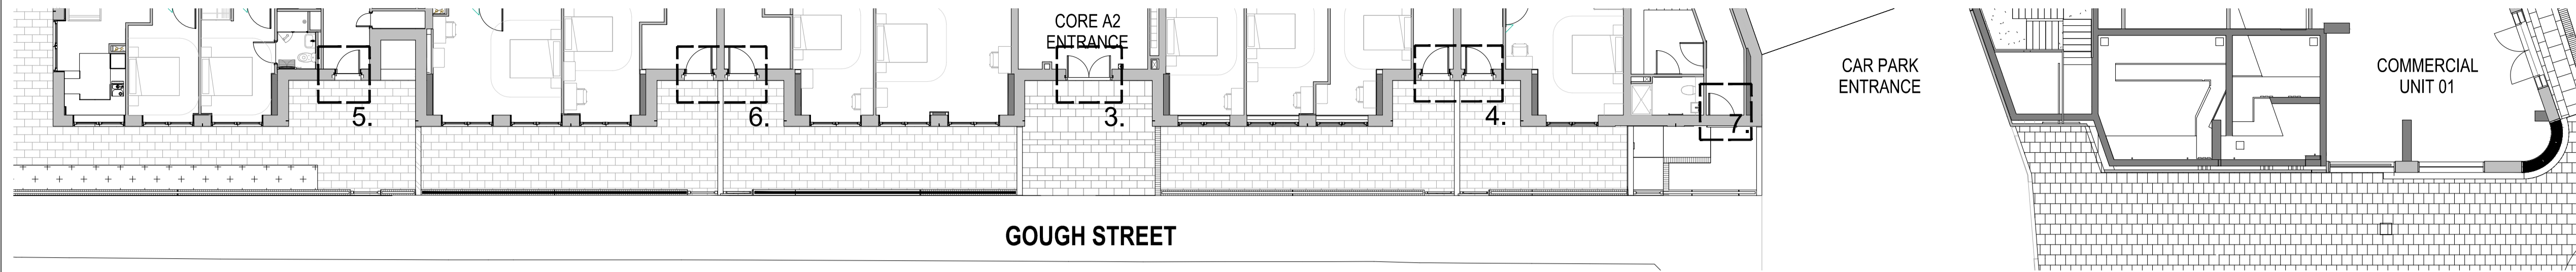 CORE A2
ENTRANCE
CAR PARK
ENTRANCE
COMMERCIAL
UNIT 01
5.
6.
3.
4.
7.
GOUGH STREET